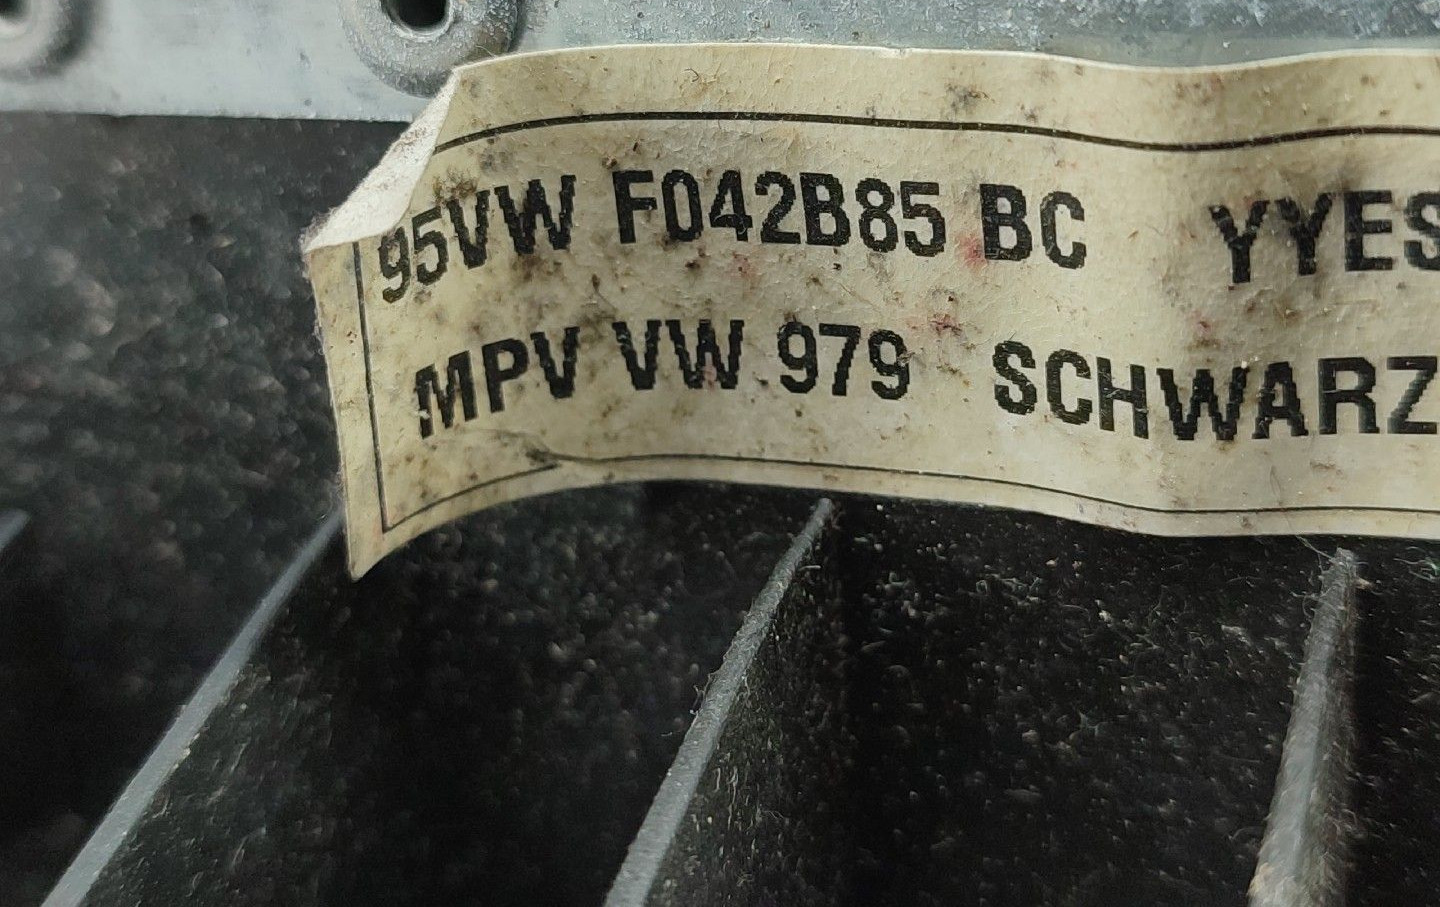 95VW F042B85 BC YYES
MPV VW 979 SCHWARZ